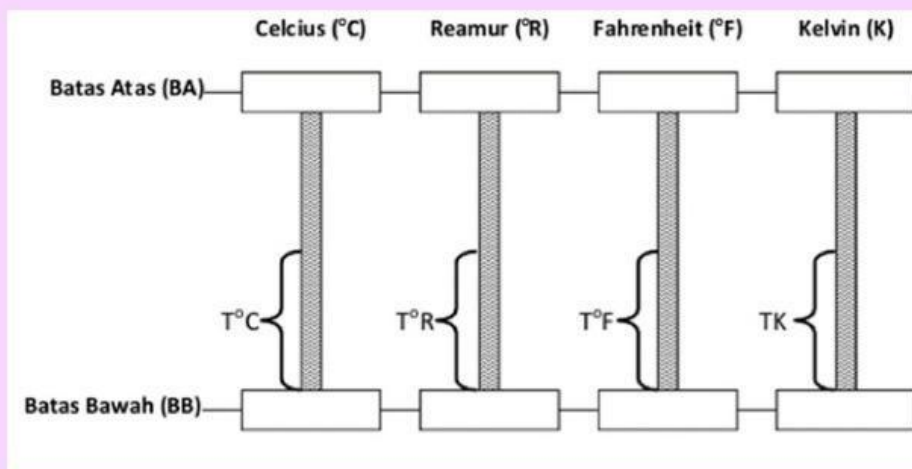 Celcius (°C) Reamur (°R) Fahrenheit (°F) Kelvin (K)
Batas Atas (BA)
T°C T°R T°F TK
Batas Bawah (BB)